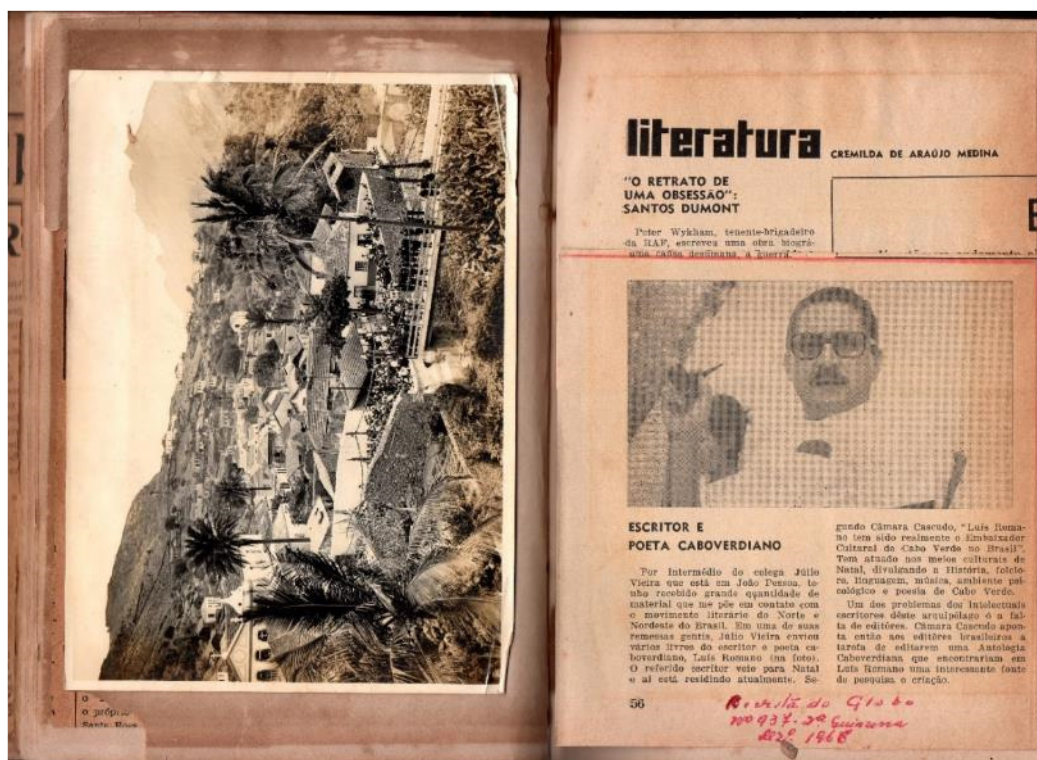 R
o próprio
Santa Rosa
literatura
CREMILDA DE ARAÚJO MEDINA
"O RETRATO DE
UMA OBSESSÃO":
SANTOS DUMONT
Peter Wykham, tenente-brigadeiro
da RAF, escreveu uma obra biográ-
uma causa desumana, a guerra
E
ESCRITOR E
POETA CABOVERDIANO
Por intermédio do colega Júlio
Vieira que está em João Pessoa, te-
nho recebido grande quantidade de
material que me põe em contato com
o movimento literário do Norte e
Nordeste do Brasil. Em uma de suas
remessas gentis, Júlio Vieira enviou
vários livros do escritor e poeta ca-
boverdiano, Luís Romano (na foto).
O referido escritor veio para Natal
e aí está residindo atualmente. Se-
gundo Câmara Cascudo, "Luís Roma-
no tem sido realmente o Embaixador
Cultural de Cabo Verde no Brasil".
Tem atuado nos meios culturais de
Natal, divulgando a História, folclo-
re, linguagem, música, ambiente psi-
cológico e poesia de Cabo Verde.
Um dos problemas dos intelectuais
escritores dêste arquipélago é a fal-
ta de editôres. Câmara Cascudo apon-
ta então aos editôres brasileiros a
tarefa de editarem uma Antologia
Caboverdiana que encontrariam em
Luís Romano uma interessante fonte
de pesquisa e criação.
56
Revista do Globo
nº 937 - 2ª Quinzena
1966